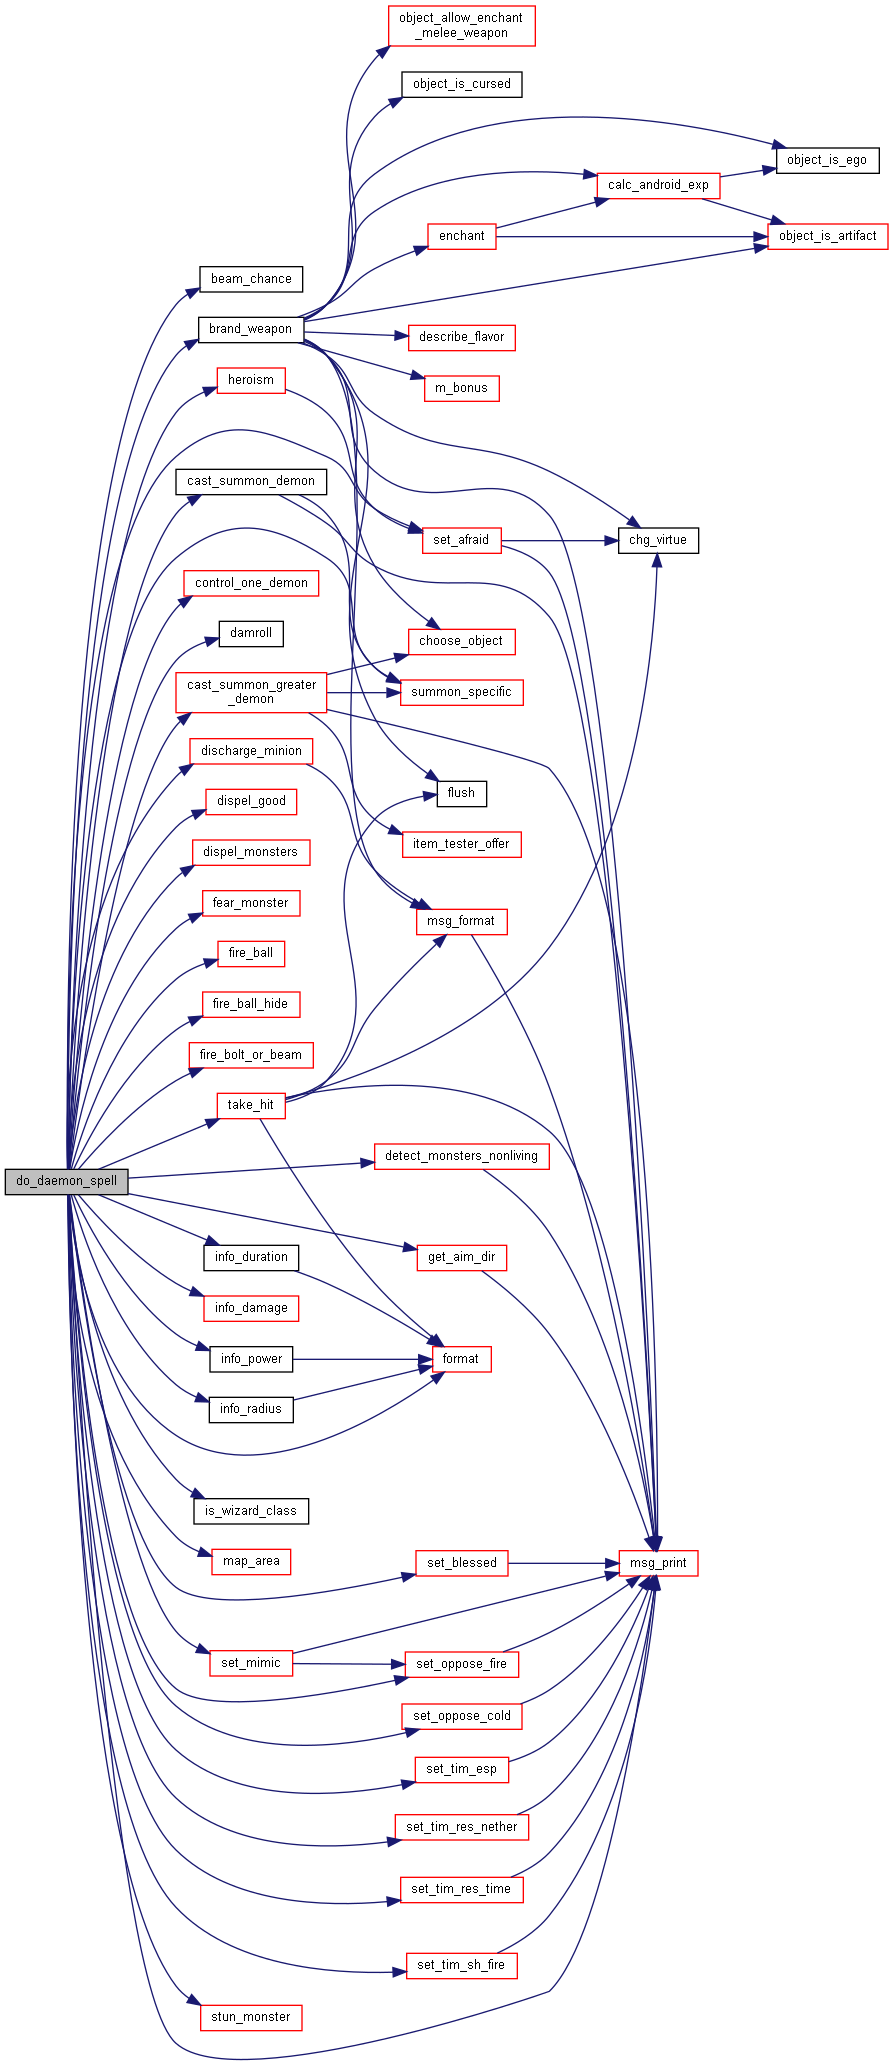 object_allow_enchant
_melee_weapon
object_is_cursed
object_is_ego
calc_android_exp
enchant
object_is_artifact
beam_chance
brand_weapon
describe_flavor
heroism
m_bonus
cast_summon_demon
set_afraid
chg_virtue
control_one_demon
damroll
choose_object
cast_summon_greater
_demon
summon_specific
discharge_minion
flush
dispel_good
item_tester_offer
dispel_monsters
fear_monster
msg_format
fire_ball
fire_ball_hide
fire_bolt_or_beam
take_hit
detect_monsters_nonliving
do_daemon_spell
info_duration
get_aim_dir
info_damage
info_power
format
info_radius
is_wizard_class
map_area
set_blessed
msg_print
set_mimic
set_oppose_fire
set_oppose_cold
set_tim_esp
set_tim_res_nether
set_tim_res_time
set_tim_sh_fire
stun_monster